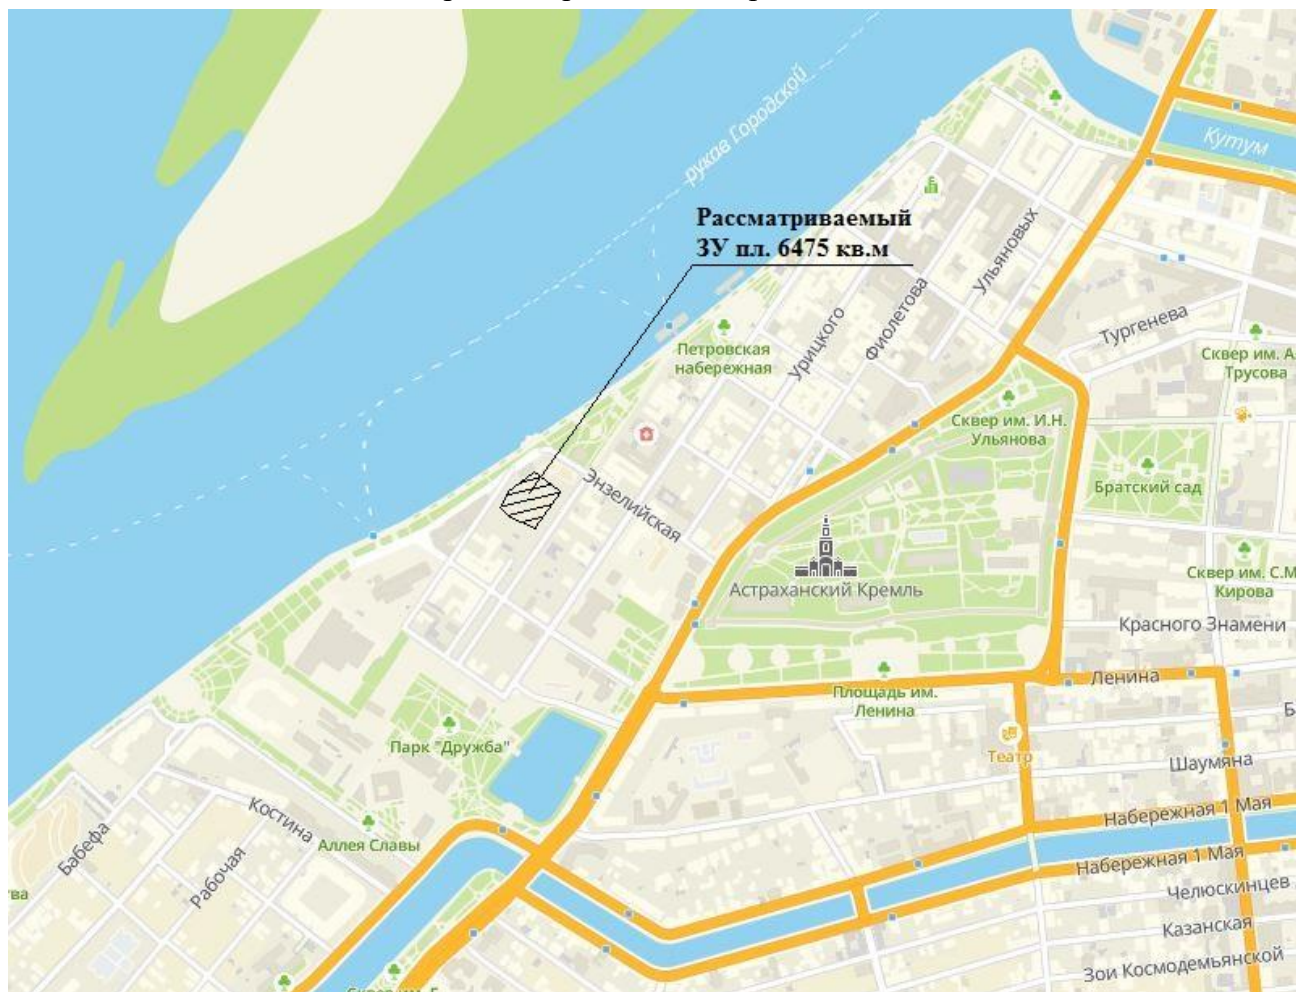 рукав Городской
Кутум
Рассматриваемый
ЗУ пл. 6475 кв.м
Ульяновых
Фиолетова
Урицкого
Тургенева
Петровская
набережная
Сквер им. А.
Трусова
Сквер им. И.Н.
Ульянова
Энзелийская
Братский сад
Астраханский Кремль
Сквер им. С.М
Кирова
Красного Знамени
Ленина
Площадь им.
Ленина
Б
Парк "Дружба"
Театр
Шаумяна
Костина
Набережная 1 Мая
Аллея Славы
Бабефа
Рабочая
Набережная 1 Мая
Челюскинцев
тва
Казанская
Зои Космодемьянской